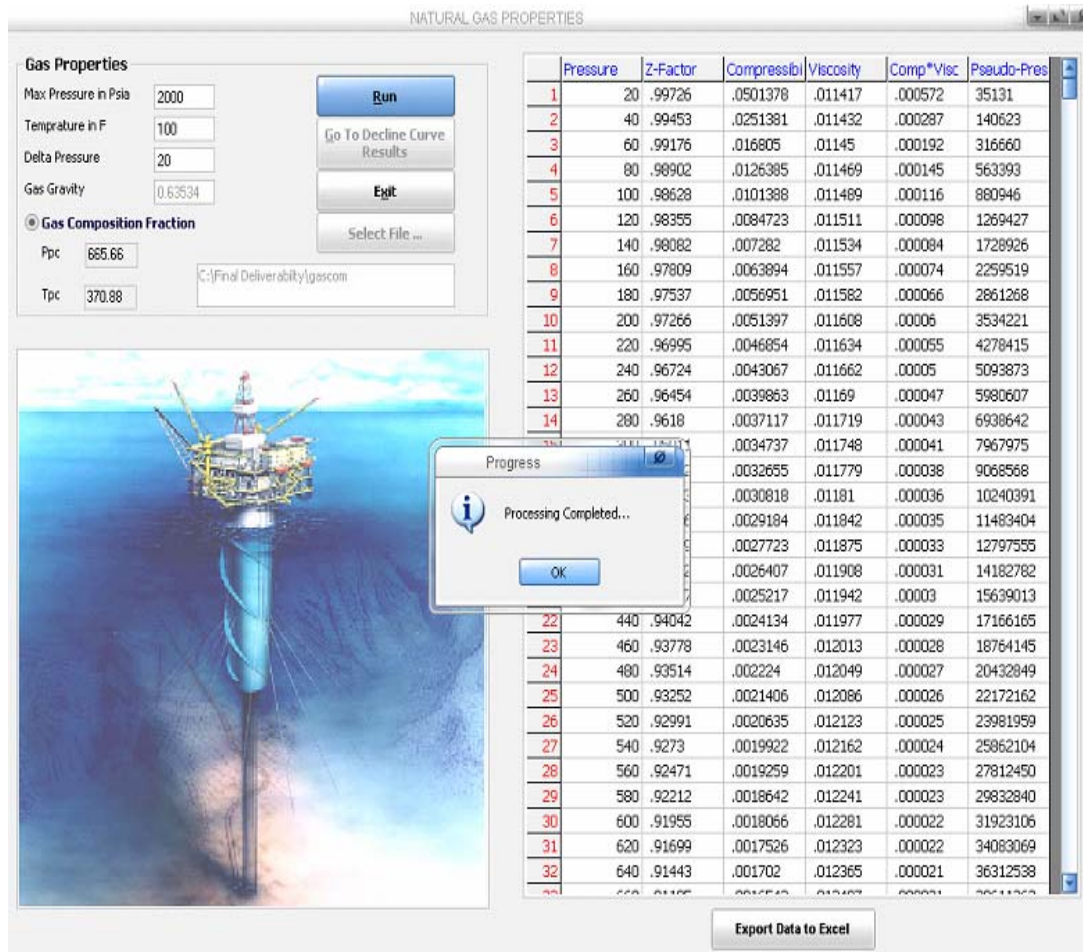 NATURAL GAS PROPERTIES
Gas Properties
Max Pressure in Psia 2000
Temprature in F 100
Delta Pressure 20
Gas Gravity 0.63534
Gas Composition Fraction
Ppc 665.66
Tpc 370.88
Run
Go To Decline Curve
Results
Exit
Select File ...
C:\Final Deliverabilty\gascom
Pressure Z-Factor Compressibi Viscosity Comp*Visc Pseudo-Pres
1 20 .99726 .0501378 .011417 .000572 35131
2 40 .99453 .0251381 .011432 .000287 140623
3 60 .99176 .016805 .01145 .000192 316660
4 80 .98902 .0126385 .011469 .000145 563393
5 100 .98628 .0101388 .011489 .000116 880946
6 120 .98355 .0084723 .011511 .000098 1269427
7 140 .98082 .007282 .011534 .000084 1728926
8 160 .97809 .0063894 .011557 .000074 2259519
9 180 .97537 .0056951 .011582 .000066 2861268
10 200 .97266 .0051397 .011608 .00006 3534221
11 220 .96995 .0046854 .011634 .000055 4278415
12 240 .96724 .0043067 .011662 .00005 5093873
13 260 .96454 .0039863 .01169 .000047 5980607
14 280 .9618 .0037117 .011719 .000043 6938642
.0034737 .011748 .000041 7967975
.0032655 .011779 .000038 9068568
.0030818 .01181 .000036 10240391
.0029184 .011842 .000035 11483404
.0027723 .011875 .000033 12797555
.0026407 .011908 .000031 14182782
.0025217 .011942 .00003 15639013
22 440 .94042 .0024134 .011977 .000029 17166165
23 460 .93778 .0023146 .012013 .000028 18764145
24 480 .93514 .002224 .012049 .000027 20432849
25 500 .93252 .0021406 .012086 .000026 22172162
26 520 .92991 .0020635 .012123 .000025 23981959
27 540 .9273 .0019922 .012162 .000024 25862104
28 560 .92471 .0019259 .012201 .000023 27812450
29 580 .92212 .0018642 .012241 .000023 29832840
30 600 .91955 .0018066 .012281 .000022 31923106
31 620 .91699 .0017526 .012323 .000022 34083069
32 640 .91443 .001702 .012365 .000021 36312538
Progress
Processing Completed...
OK
Export Data to Excel